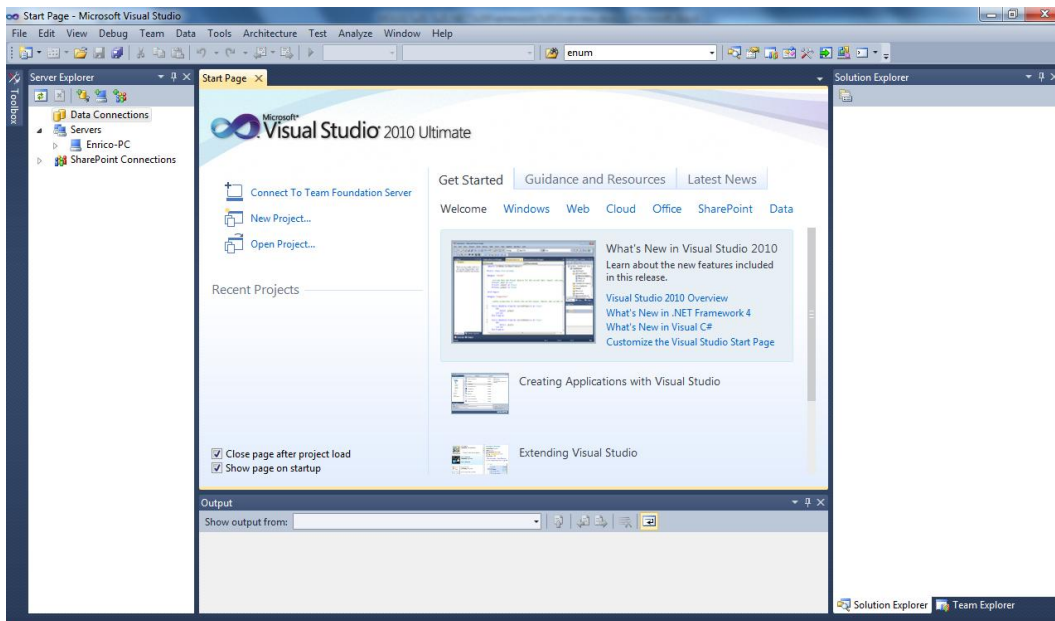 Start Page - Microsoft Visual Studio
File Edit View Debug Team Data Tools Architecture Test Analyze Window Help
enum
Toolbox
Server Explorer
Data Connections
Servers
Enrico-PC
SharePoint Connections
Start Page
Microsoft®
Visual Studio® 2010 Ultimate
Connect To Team Foundation Server
New Project...
Open Project...
Recent Projects
Close page after project load
Show page on startup
Get Started Guidance and Resources Latest News
Welcome Windows Web Cloud Office SharePoint Data
What's New in Visual Studio 2010
Learn about the new features included
in this release.
Visual Studio 2010 Overview
What's New in .NET Framework 4
What's New in Visual C#
Customize the Visual Studio Start Page
Creating Applications with Visual Studio
Extending Visual Studio
Output
Show output from:
Solution Explorer
Solution Explorer Team Explorer